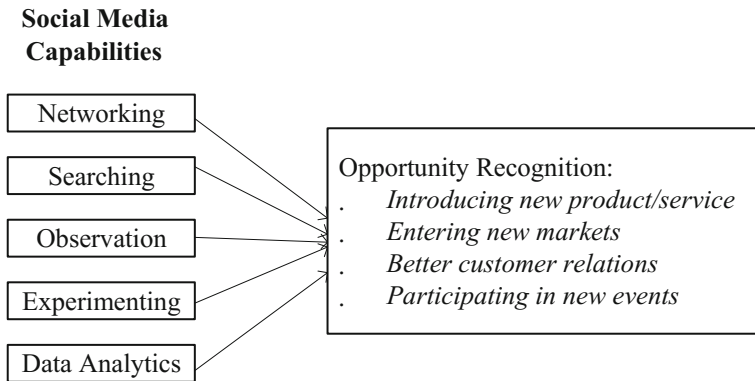 Social Media
Capabilities
Networking
Searching
Observation
Experimenting
Data Analytics
Opportunity Recognition:
. Introducing new product/service
. Entering new markets
. Better customer relations
. Participating in new events